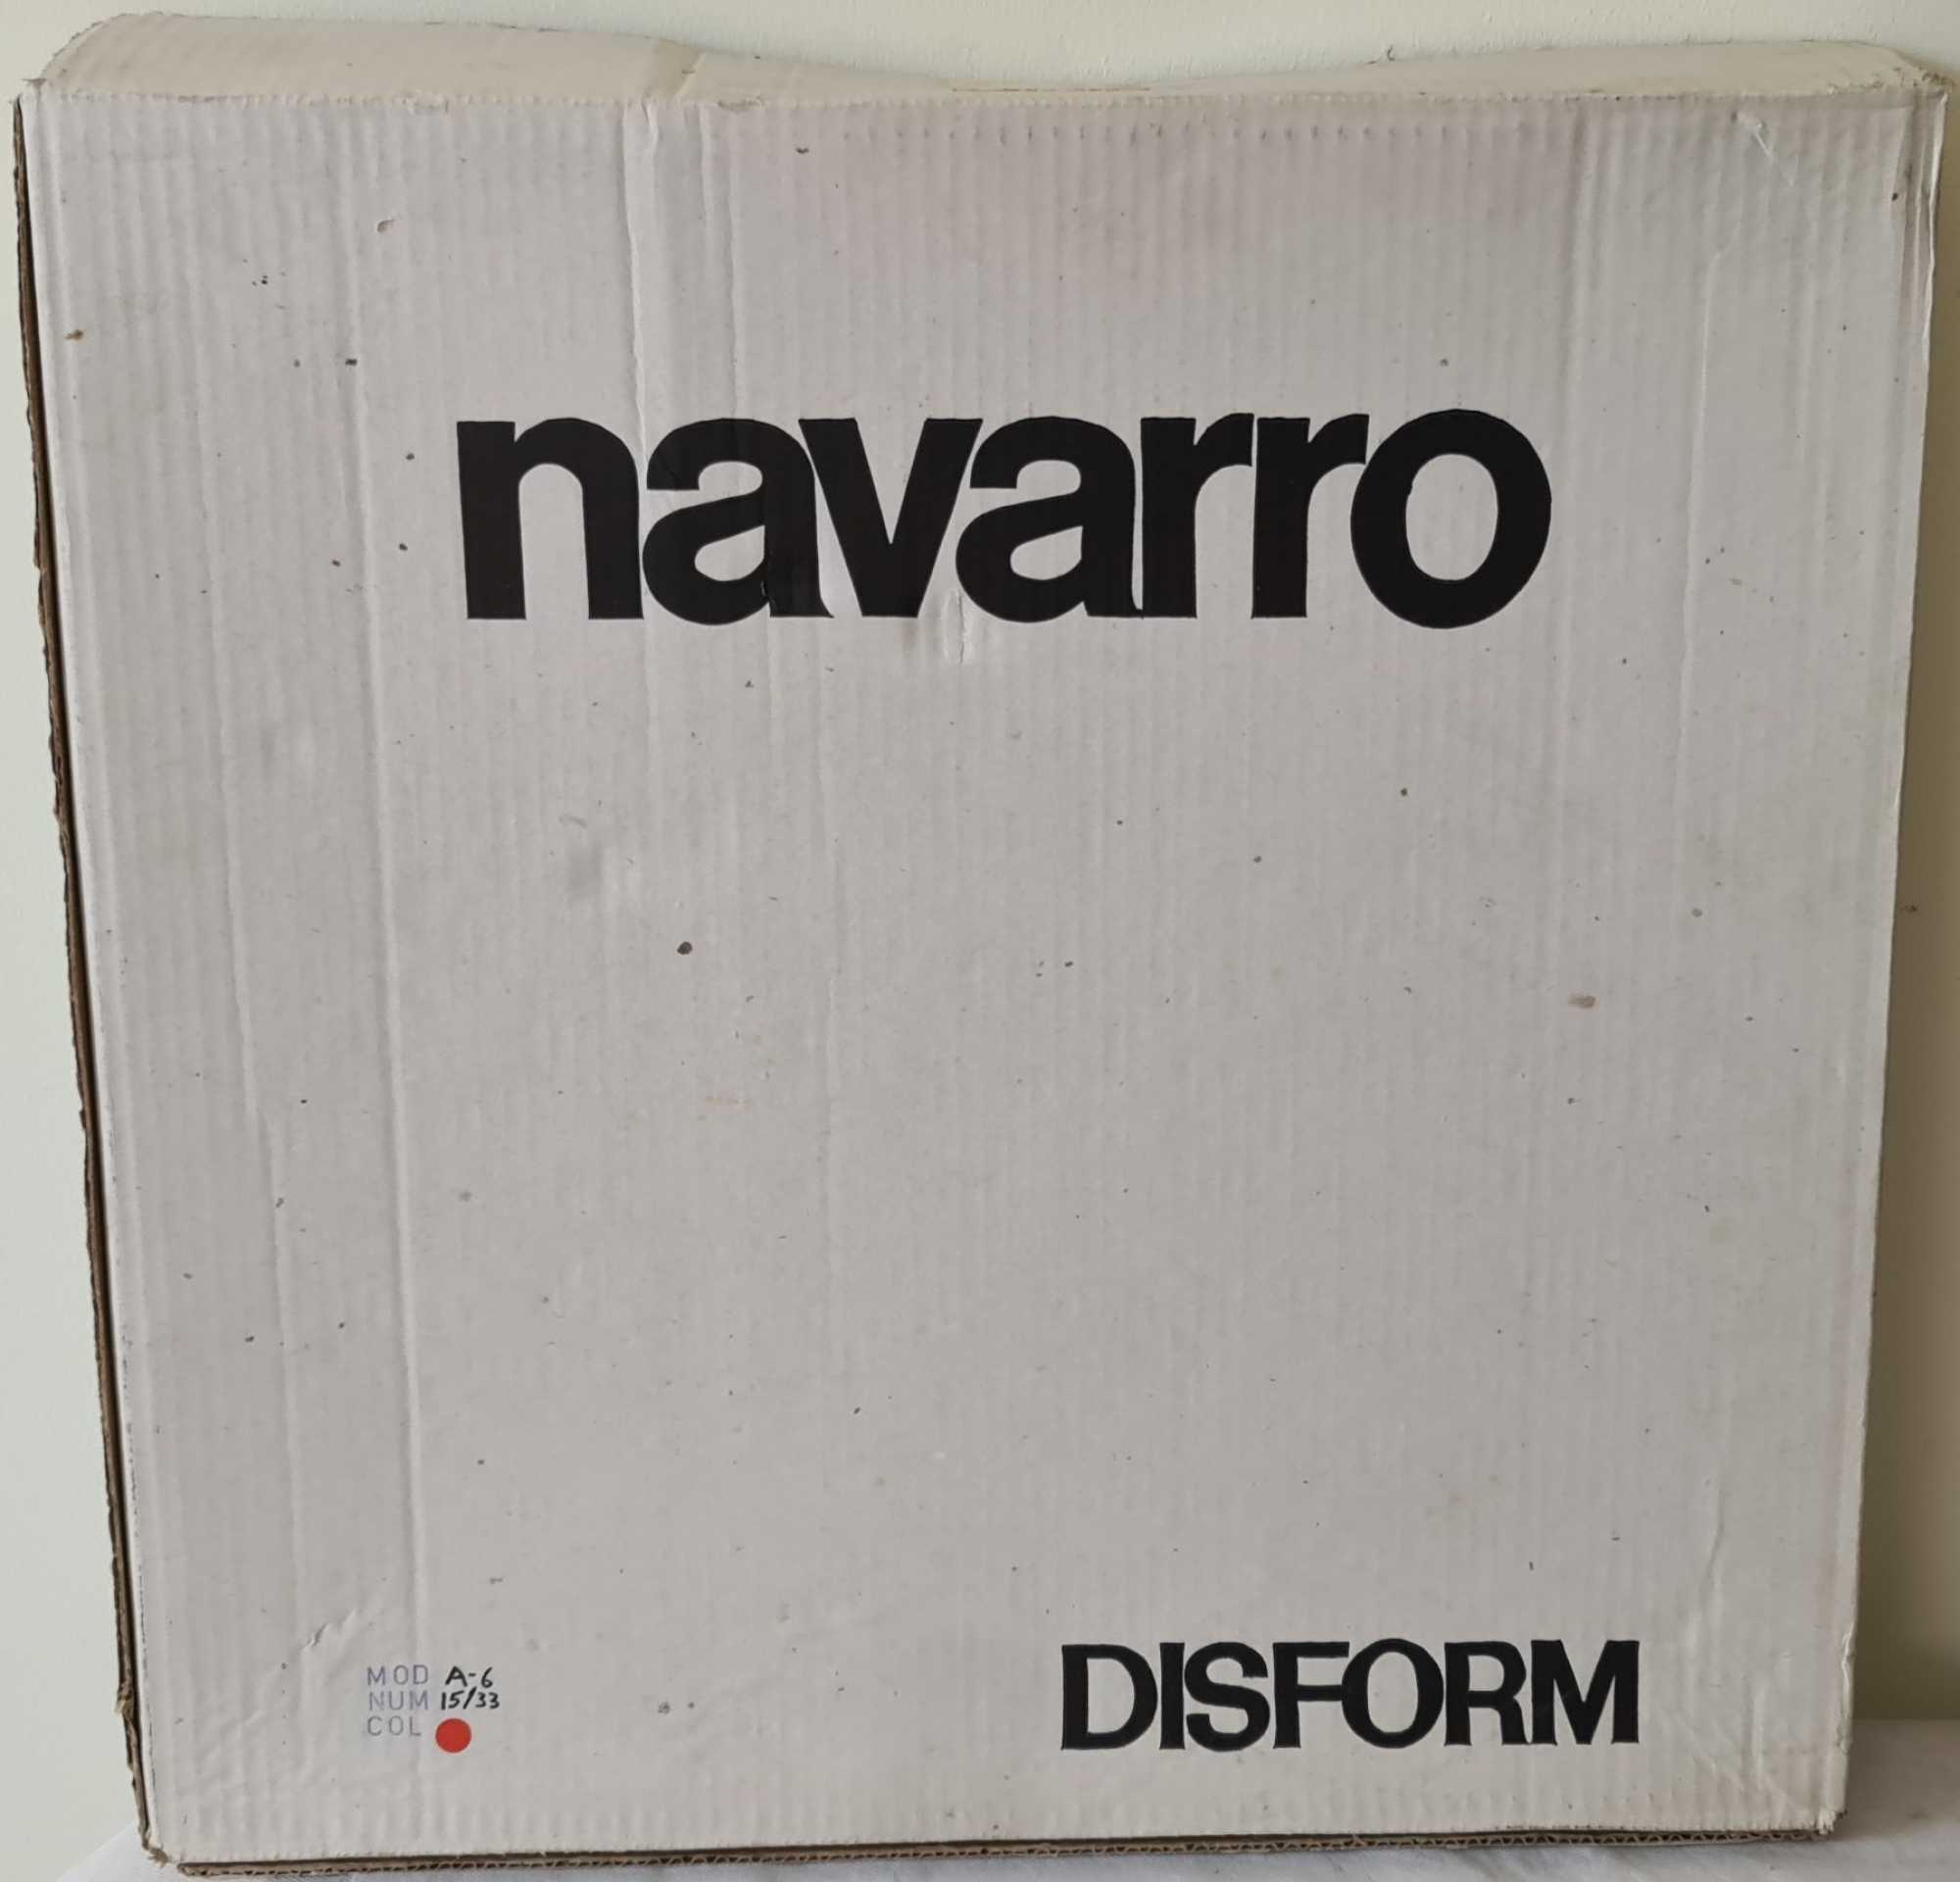 navarro
MOD A-6
NUM 15/33
COL
DISFORM